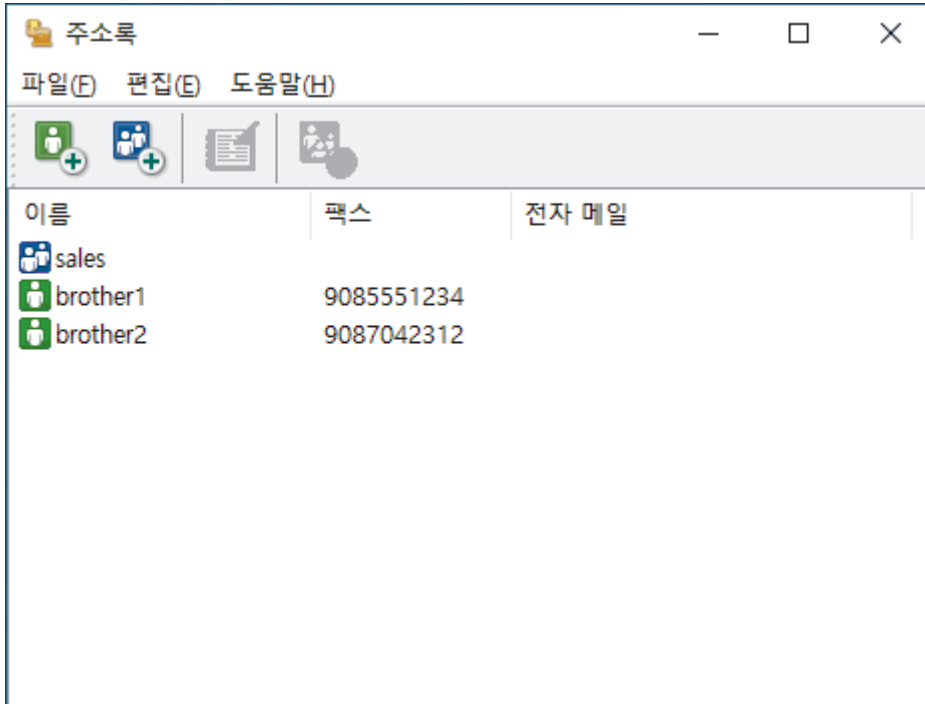 주소록
파일(F) 편집(E) 도움말(H)
이름 팩스 전자 메일
sales
brother1 9085551234
brother2 9087042312